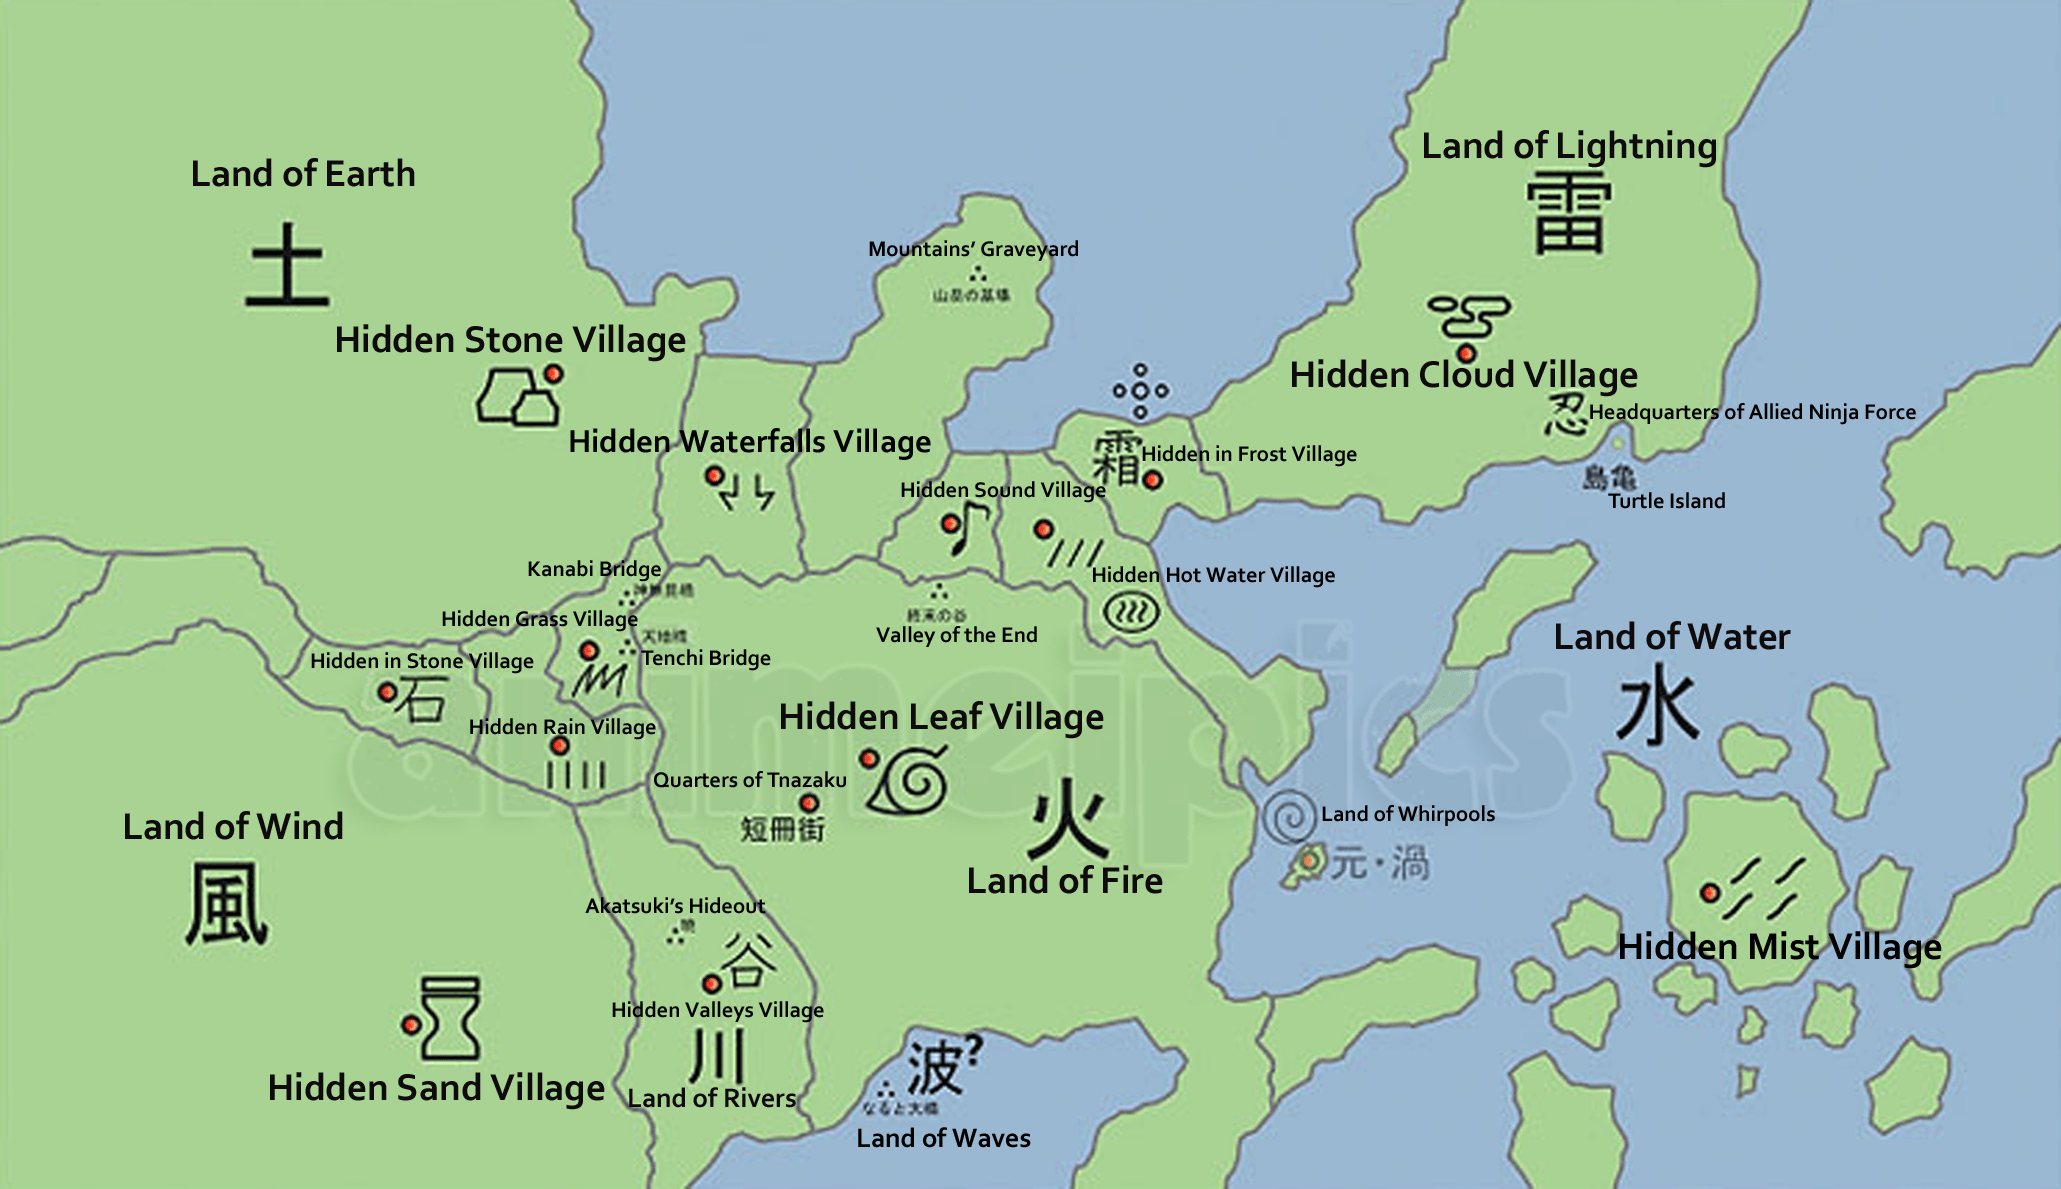 Land of Earth
土
Hidden Stone Village
Mountains’ Graveyard
山岳の墓場
Land of Lightning
雷
Hidden Cloud Village
忍
Headquarters of Allied Ninja Force
島亀
Turtle Island
Hidden Waterfalls Village
霜
Hidden in Frost Village
Hidden Sound Village
Hidden Hot Water Village
Kanabi Bridge
Hidden Grass Village
天地橋
Tenchi Bridge
Hidden in Stone Village
石
Hidden Rain Village
終末の谷
Valley of the End
Hidden Leaf Village
Quarters of Tnazaku
短冊街
火
Land of Fire
Land of Whirpools
元・渦
Land of Water
水
Hidden Mist Village
Land of Wind
風
Hidden Sand Village
Akatsuki’s Hideout
暁
谷
Hidden Valleys Village
川
Land of Rivers
波?
なると大橋
Land of Waves
animeipics